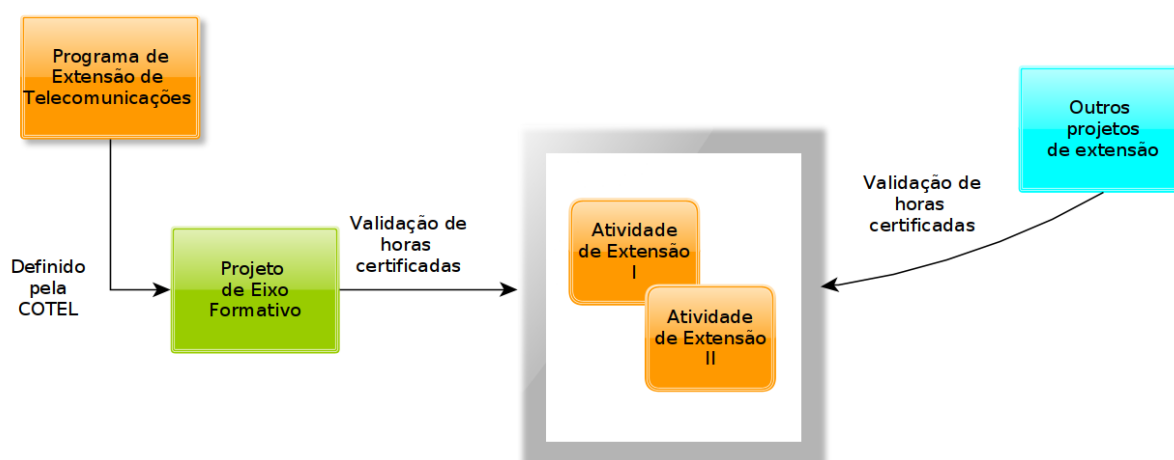 Programa de
Extensão de
Telecomunicações
Definido
pela
COTEL
Projeto
de Eixo
Formativo
Validação de
horas
certificadas
Atividade
de Extensão
I
Atividade
de Extensão
II
Validação de
horas
certificadas
Outros
projetos
de extensão